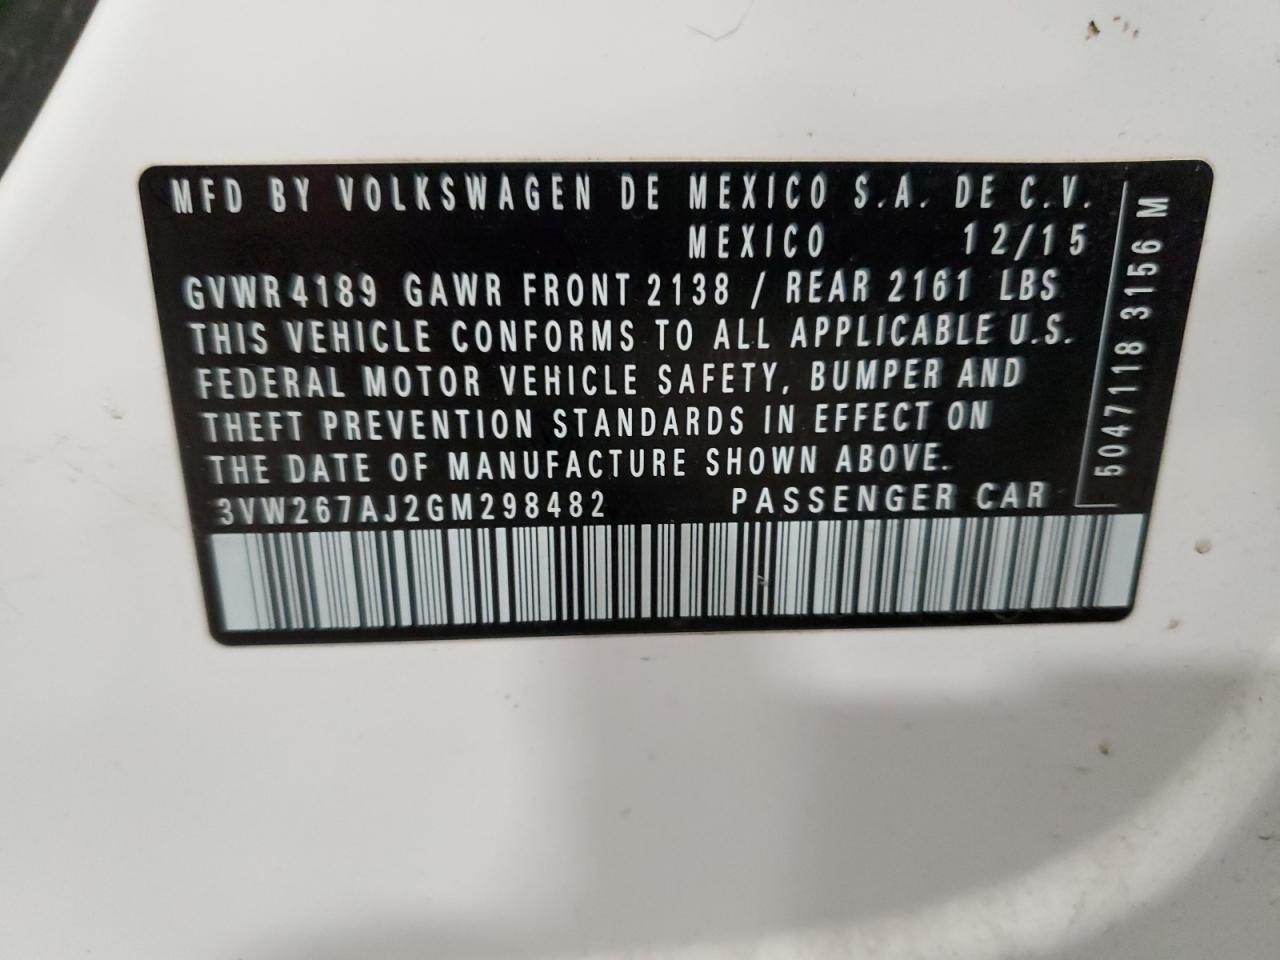 MFD BY VOLKSWAGEN DE MEXICO S.A. DE C.V.
MEXICO 12/15
GVWR 4189 GAWR FRONT 2138 / REAR 2161 LBS
THIS VEHICLE CONFORMS TO ALL APPLICABLE U.S.
FEDERAL MOTOR VEHICLE SAFETY, BUMPER AND
THEFT PREVENTION STANDARDS IN EFFECT ON
THE DATE OF MANUFACTURE SHOWN ABOVE.
3VW267AJ2GM298482 PASSENGER CAR
5047118 3156 M